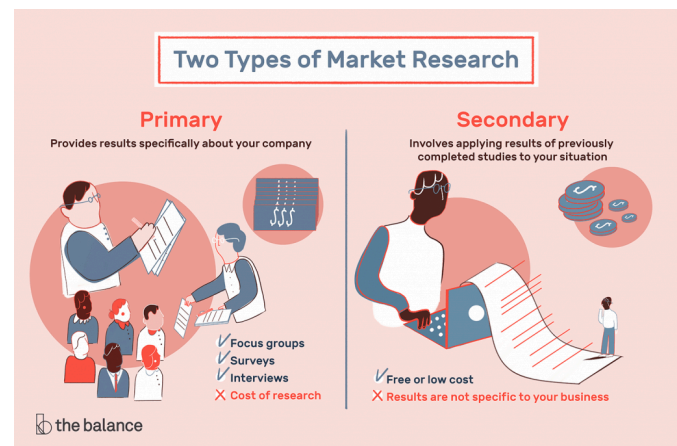 Two Types of Market Research
Primary
Provides results specifically about your company
Focus groups
Surveys
Interviews
Cost of research
Secondary
Involves applying results of previously
completed studies to your situation
Free or low cost
Results are not specific to your business
the balance